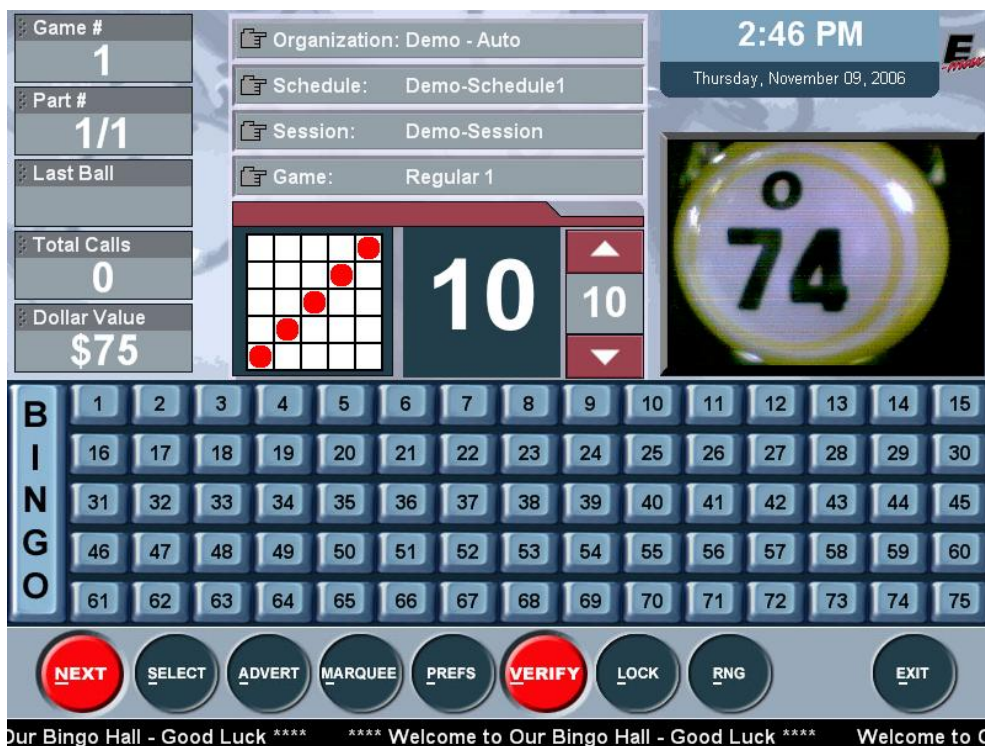 Game #
1
Part #
1/1
Last Ball
Total Calls
0
Dollar Value
$75
Organization: Demo - Auto
Schedule: Demo-Schedule1
Session: Demo-Session
Game: Regular 1
10
10
2:46 PM
Thursday, November 09, 2006
E
O
74
B 1 2 3 4 5 6 7 8 9 10 11 12 13 14 15
I 16 17 18 19 20 21 22 23 24 25 26 27 28 29 30
N 31 32 33 34 35 36 37 38 39 40 41 42 43 44 45
G 46 47 48 49 50 51 52 53 54 55 56 57 58 59 60
O 61 62 63 64 65 66 67 68 69 70 71 72 73 74 75
NEXT SELECT ADVERT MARQUEE PREFS VERIFY LOCK RNG EXIT
Our Bingo Hall - Good Luck **** **** Welcome to Our Bingo Hall - Good Luck **** Welcome to